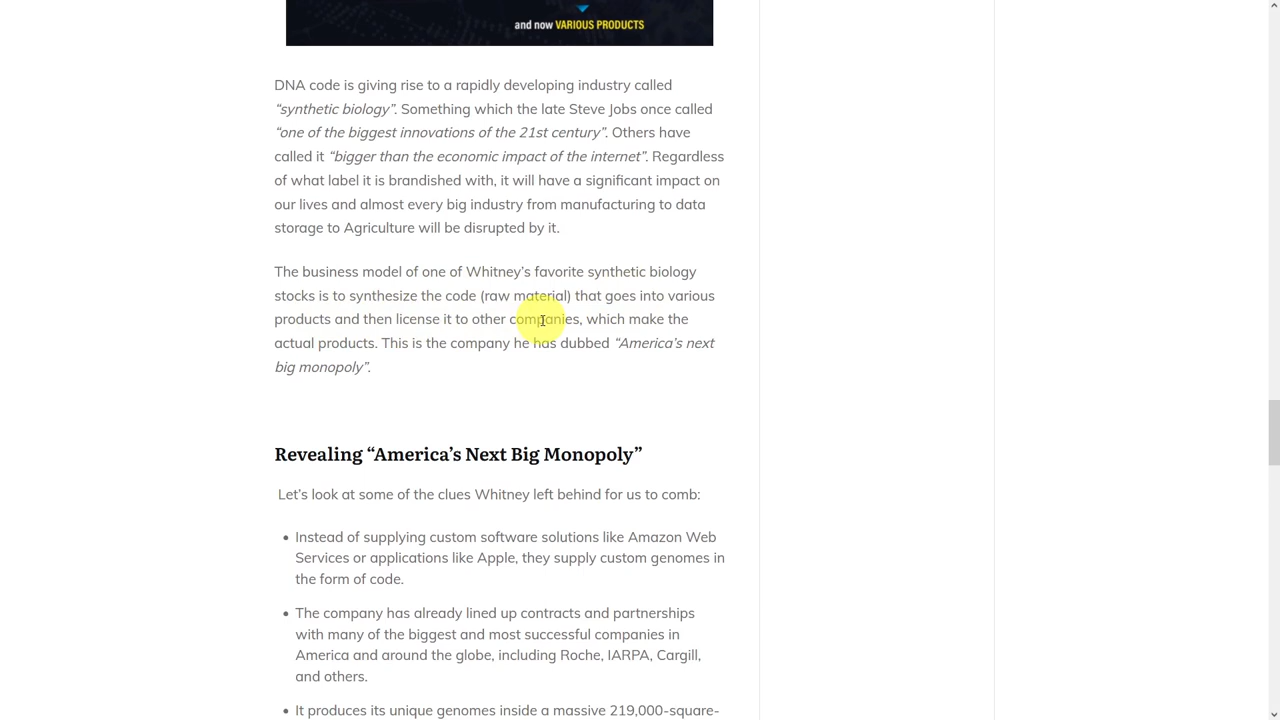 and now VARIOUS PRODUCTS
DNA code is giving rise to a rapidly developing industry called
“synthetic biology”. Something which the late Steve Jobs once called
“one of the biggest innovations of the 21st century”. Others have
called it “bigger than the economic impact of the internet”. Regardless
of what label it is brandished with, it will have a significant impact on
our lives and almost every big industry from manufacturing to data
storage to Agriculture will be disrupted by it.
The business model of one of Whitney’s favorite synthetic biology
stocks is to synthesize the code (raw material) that goes into various
products and then license it to other companies, which make the
actual products. This is the company he has dubbed “America’s next
big monopoly”.
Revealing “America’s Next Big Monopoly”
Let’s look at some of the clues Whitney left behind for us to comb:
• Instead of supplying custom software solutions like Amazon Web
Services or applications like Apple, they supply custom genomes in
the form of code.
• The company has already lined up contracts and partnerships
with many of the biggest and most successful companies in
America and around the globe, including Roche, IARPA, Cargill,
and others.
• It produces its unique genomes inside a massive 219,000-square-